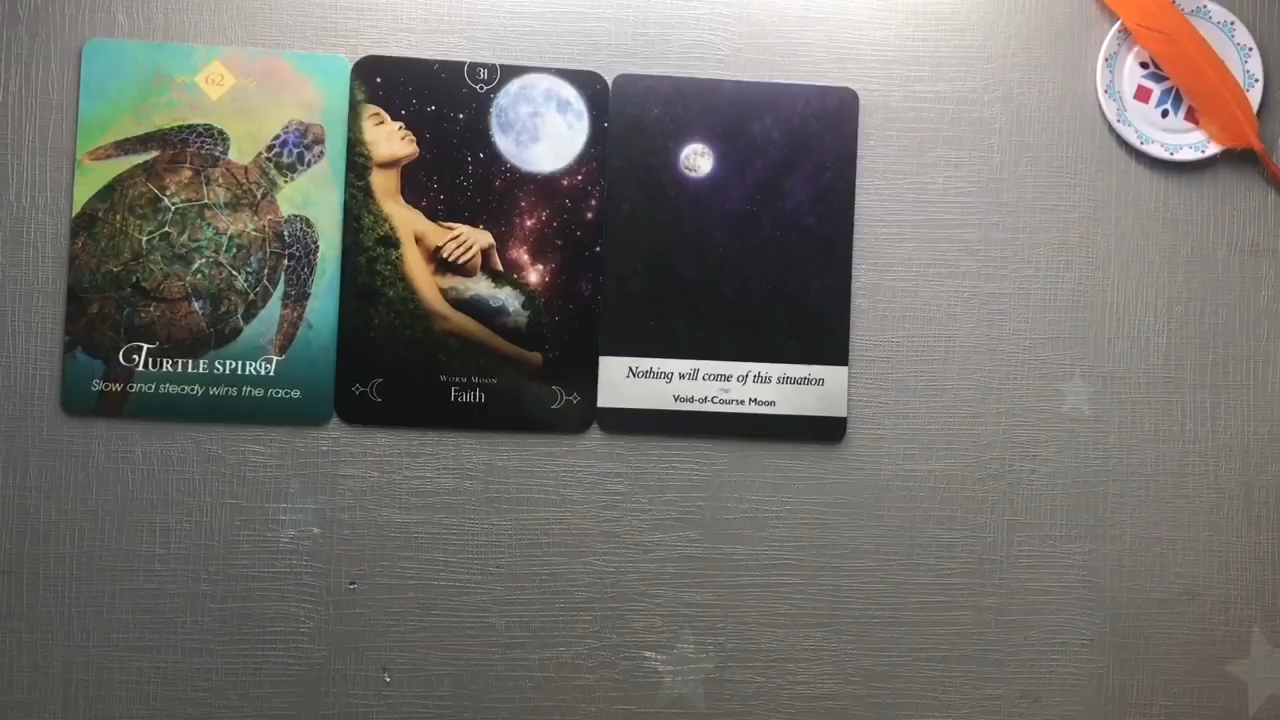 62
TURTLE SPIRIT
Slow and steady wins the race.
31
WORM MOON
Faith
Nothing will come of this situation
Void-of-Course Moon